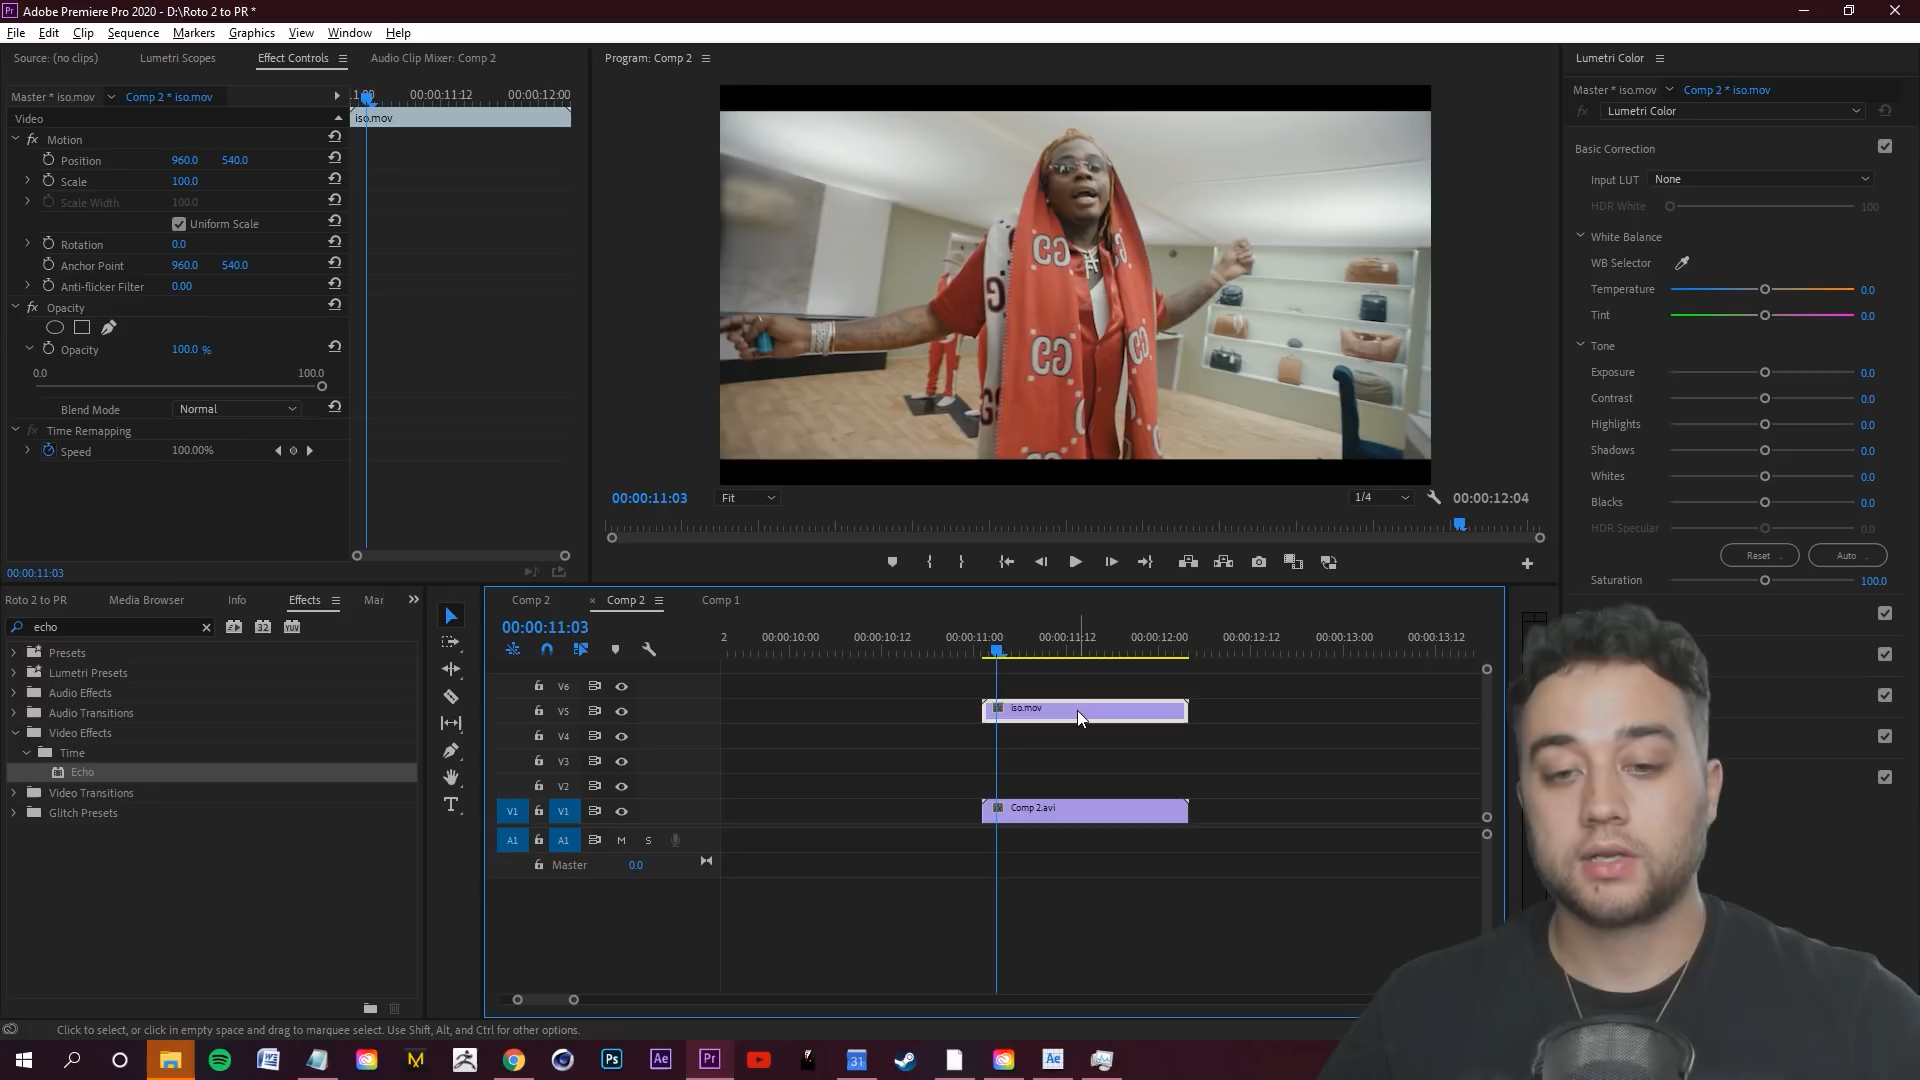 Adobe Premiere Pro 2020 - D:\Roto 2 to PR *
File Edit Clip Sequence Markers Graphics View Window Help
Source: (no clips) Lumetri Scopes Effect Controls Audio Clip Mixer: Comp 2
Program: Comp 2
Lumetri Color
Master * iso.mov Comp 2 * iso.mov
00:00:11:12 00:00:12:00
Video
iso.mov
Motion
Position 960.0 540.0
Scale 100.0
Scale Width 100.0
Uniform Scale
Rotation 0.0
Anchor Point 960.0 540.0
Anti-flicker Filter 0.00
Opacity
Opacity 100.0 %
0.0 100.0
Blend Mode Normal
Time Remapping
Speed 100.00%
00:00:11:03
00:00:11:03 Fit 1/4 00:00:12:04
Master * iso.mov Comp 2 * iso.mov
fx Lumetri Color
Basic Correction
Input LUT None
HDR White 100
White Balance
WB Selector
Temperature 0.0
Tint 0.0
Tone
Exposure 0.0
Contrast 0.0
Highlights 0.0
Shadows 0.0
Whites 0.0
Blacks 0.0
HDR Specular 0.0
Reset Auto
Saturation 100.0
Roto 2 to PR Media Browser Info Effects Mar
echo
Presets
Lumetri Presets
Audio Effects
Audio Transitions
Video Effects
Time
Echo
Video Transitions
Glitch Presets
Comp 2 Comp 2 Comp 1
00:00:11:03
2 00:00:10:00 00:00:10:12 00:00:11:00 00:00:11:12 00:00:12:00 00:00:12:12 00:00:13:00 00:00:13:12
V6
V5 iso.mov
V4
V3
V2
V1 V1 Comp 2.avi
A1 A1 M S
Master 0.0
Click to select, or click in empty space and drag to marquee select. Use Shift, Alt, and Ctrl for other options.
Ps Ae Pr 31 Ae